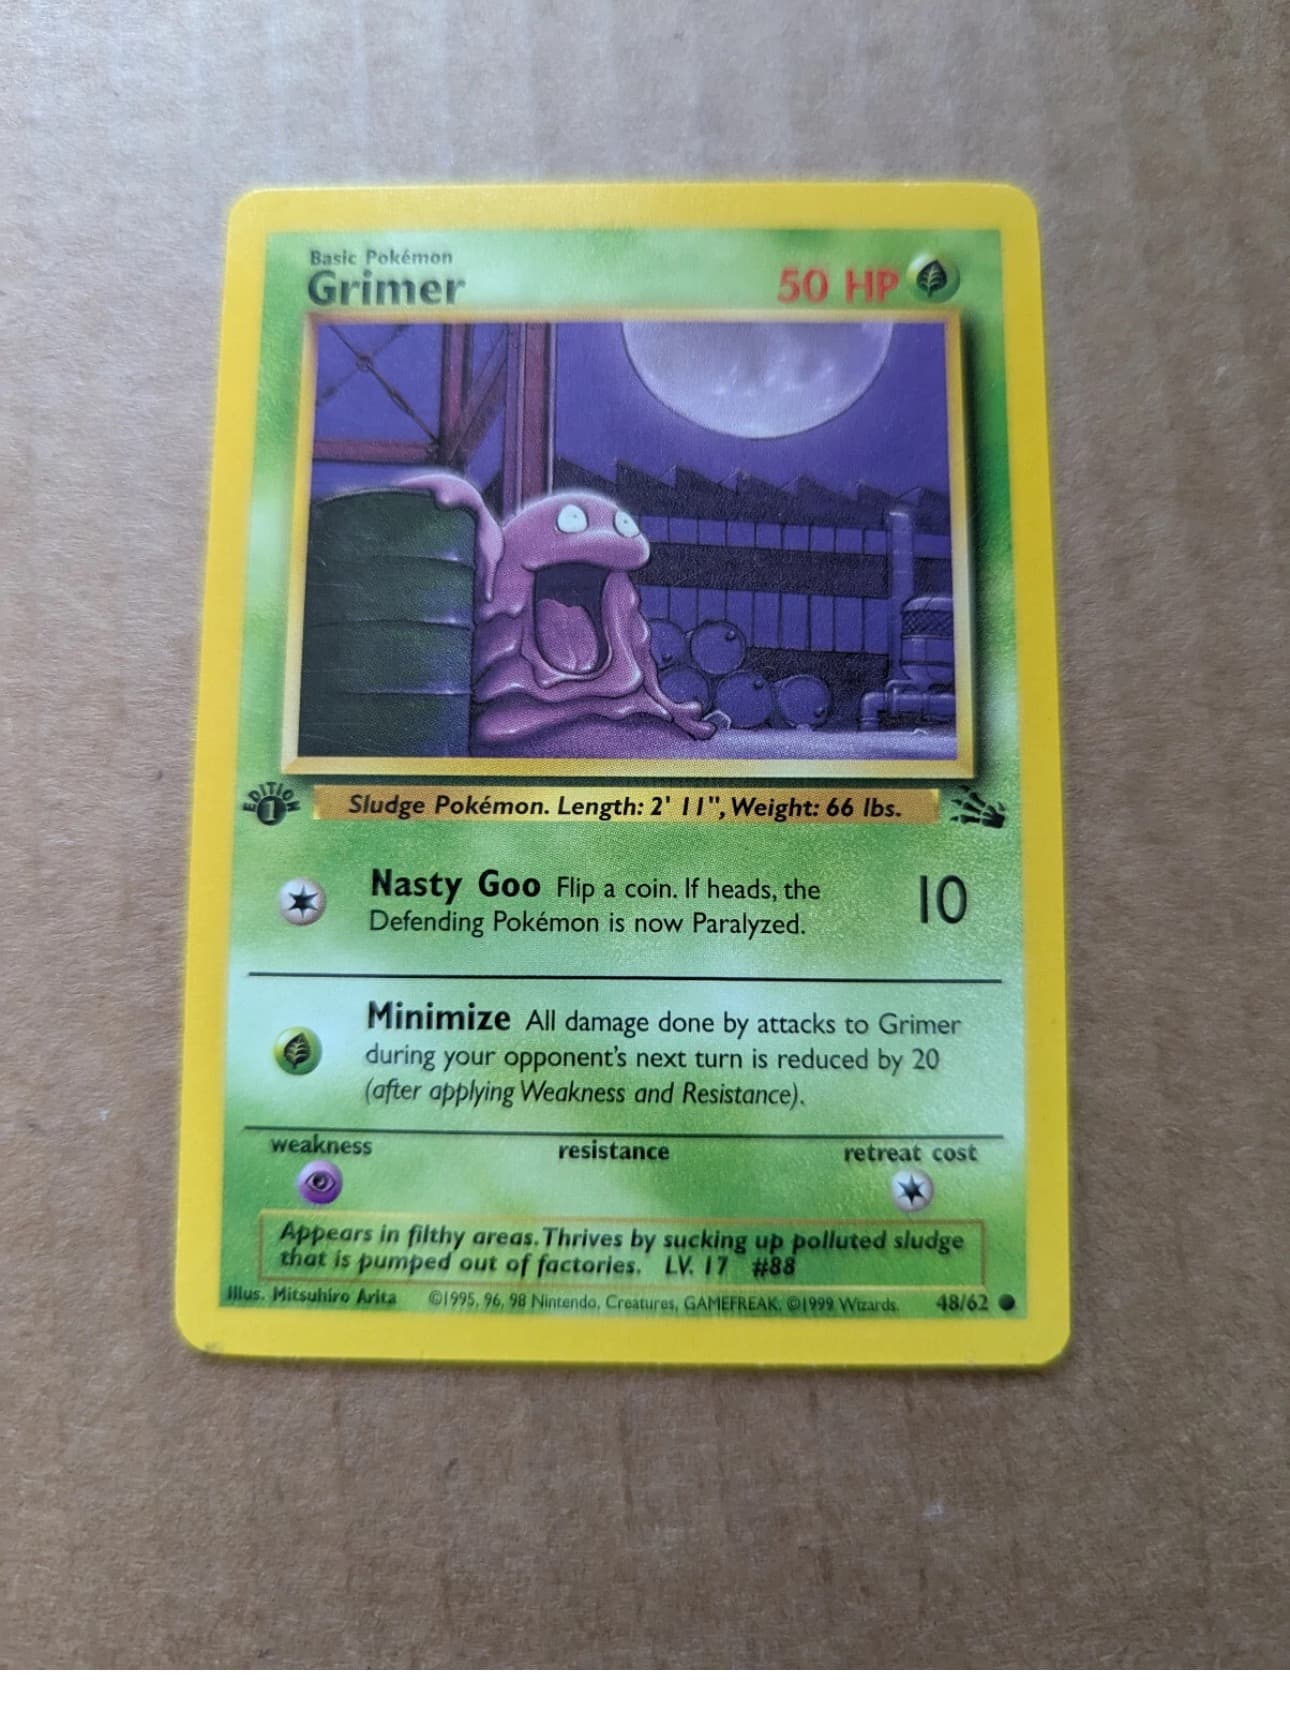 Basic Pokémon
Grimer
50 HP
EDITION
1
Sludge Pokémon. Length: 2' 11", Weight: 66 lbs.
Nasty Goo Flip a coin. If heads, the
Defending Pokémon is now Paralyzed.
10
Minimize All damage done by attacks to Grimer
during your opponent's next turn is reduced by 20
(after applying Weakness and Resistance).
weakness
resistance
retreat cost
Appears in filthy areas. Thrives by sucking up polluted sludge
that is pumped out of factories. LV. 17 #88
Illus. Mitsuhiro Arita ©1995, 96, 98 Nintendo, Creatures, GAMEFREAK. ©1999 Wizards. 48/62